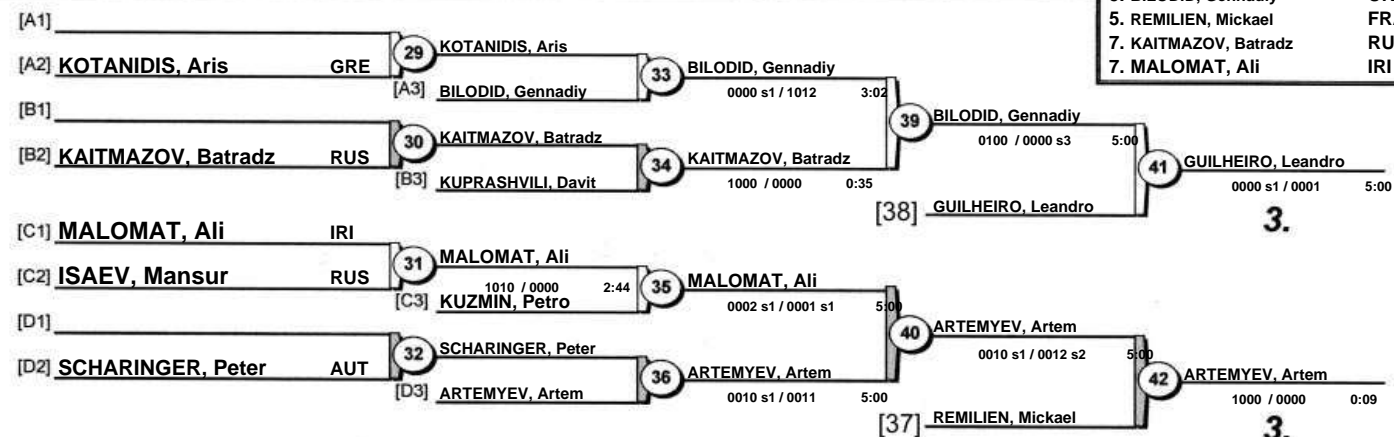 5. REMILIEN, Mickael FRA
7. KAITMAZOV, Batradz RU
7. MALOMAT, Ali IRI
[A1]
[A2] KOTANIDIS, Aris GRE
29
KOTANIDIS, Aris
[A3] BILODID, Gennadiy
33
BILODID, Gennadiy
0000 s1 / 1012 3:02
[B1]
[B2] KAITMAZOV, Batradz RUS
30
KAITMAZOV, Batradz
[B3] KUPRASHVILI, Davit
34
KAITMAZOV, Batradz
1000 / 0000 0:35
39
BILODID, Gennadiy
0100 / 0000 s3 5:00
[38] GUILHEIRO, Leandro
41
GUILHEIRO, Leandro
0000 s1 / 0001 5:00
3.
[C1] MALOMAT, Ali IRI
[C2] ISAEV, Mansur RUS
31
MALOMAT, Ali
1010 / 0000 2:44
[C3] KUZMIN, Petro
35
MALOMAT, Ali
0002 s1 / 0001 s1 5:00
[D1]
[D2] SCHARINGER, Peter AUT
32
SCHARINGER, Peter
[D3] ARTEMYEV, Artem
36
ARTEMYEV, Artem
0010 s1 / 0011 5:00
40
ARTEMYEV, Artem
0010 s1 / 0012 s2 5:00
[37] REMILIEN, Mickael
42
ARTEMYEV, Artem
1000 / 0000 0:09
3.